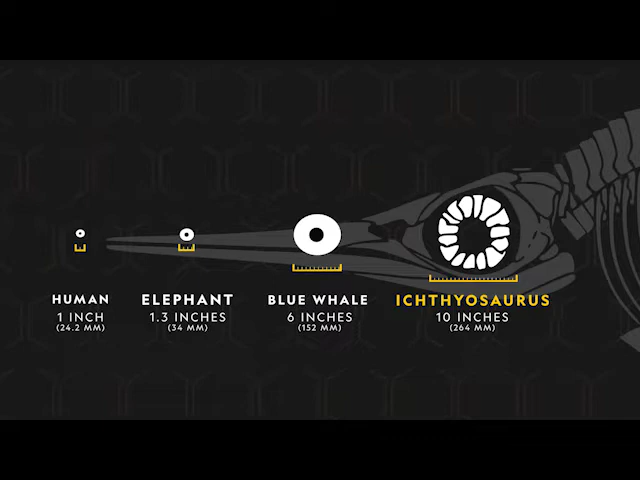 HUMAN
1 INCH
(24.2 MM)
ELEPHANT
1.3 INCHES
(34 MM)
BLUE WHALE
6 INCHES
(152 MM)
ICHTHYOSAURUS
10 INCHES
(264 MM)